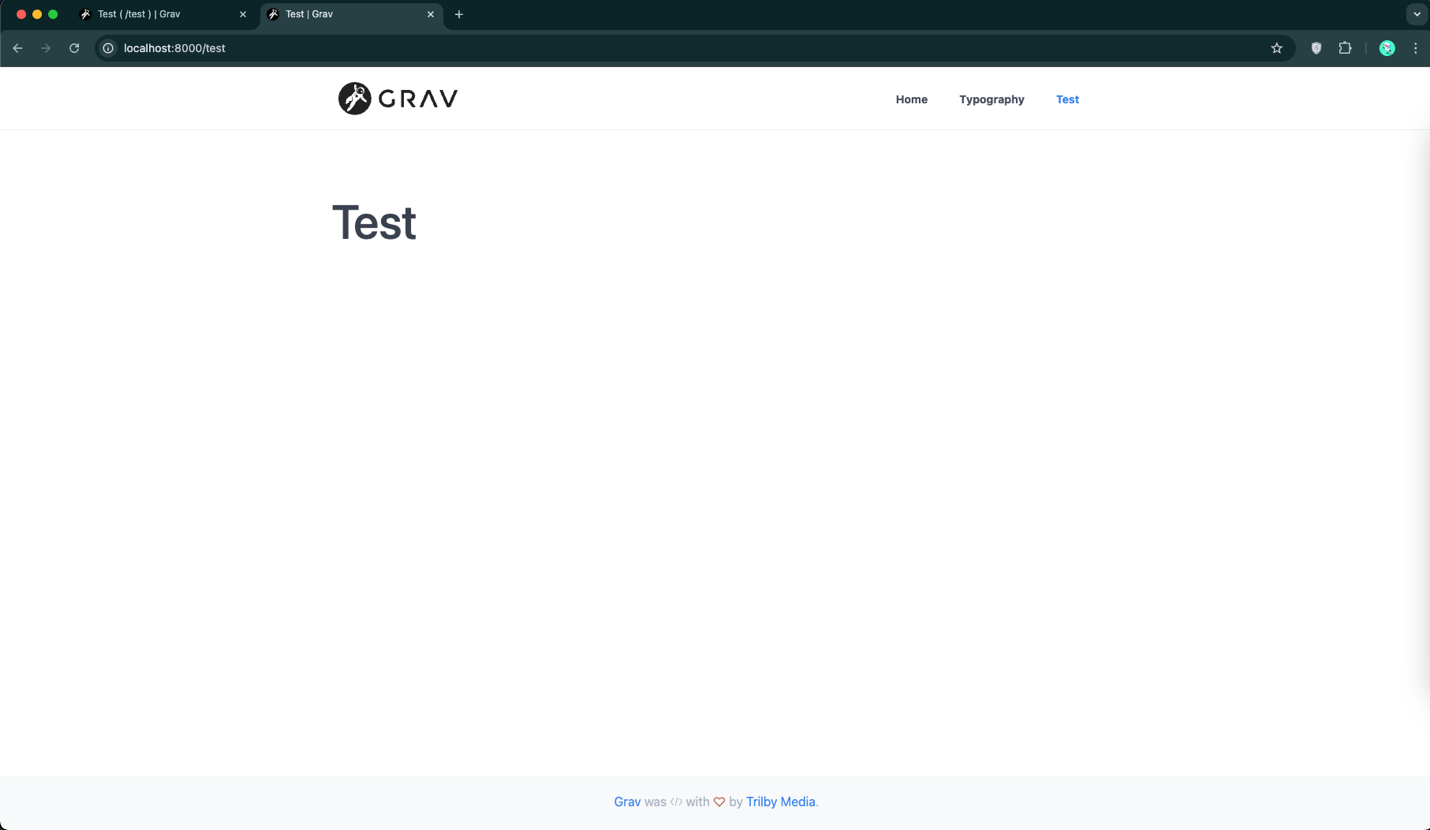 Test ( /test ) | Grav
Test | Grav
localhost:8000/test
GRAV
Home Typography Test
Test
Grav was </> with by Trilby Media.